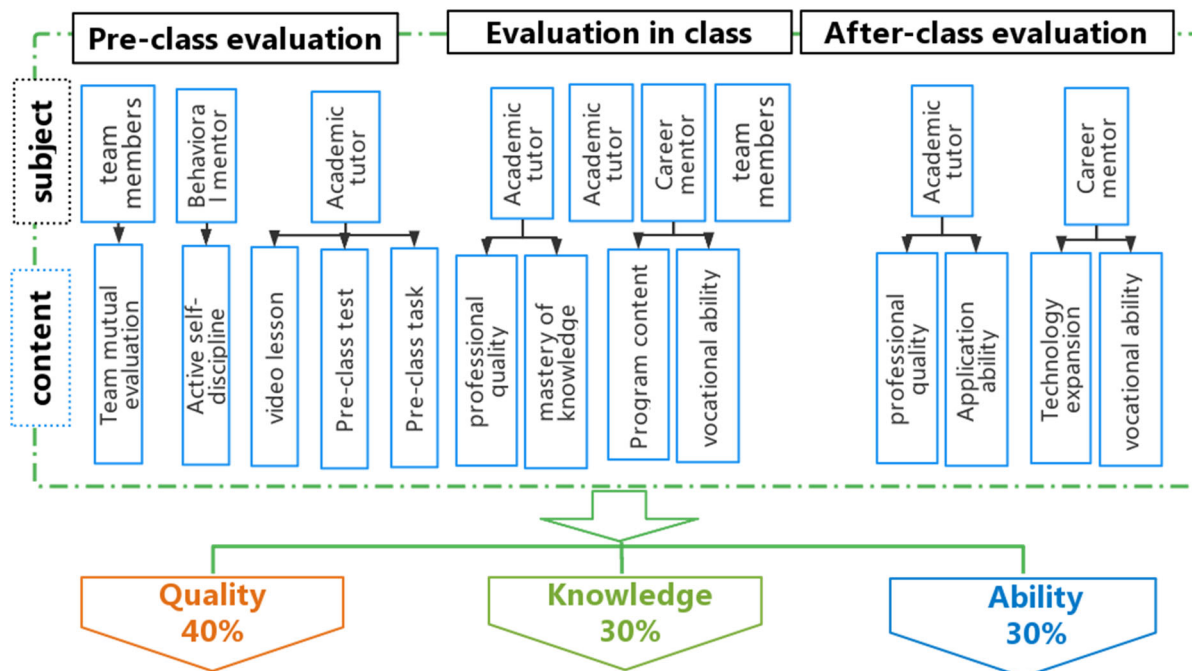 Pre-class evaluation
Evaluation in class
After-class evaluation
subject
team
members
Behaviora
l mentor
Academic
tutor
Academic
tutor
Academic
tutor
Career
mentor
team
members
Academic
tutor
Career
mentor
content
Team mutual
evaluation
Active self-
discipline
video lesson
Pre-class test
Pre-class task
professional
quality
mastery of
knowledge
Program content
vocational ability
professional
quality
Application
ability
Technology
expansion
vocational ability
Quality
40%
Knowledge
30%
Ability
30%